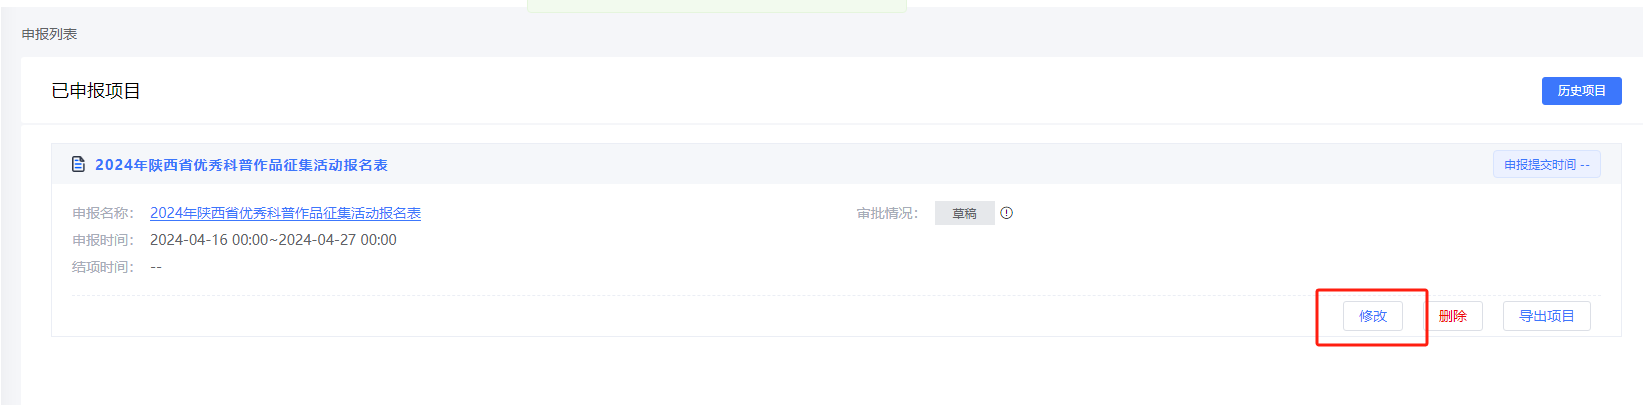 申报列表
已申报项目
历史项目
2024年陕西省优秀科普作品征集活动报名表
申报提交时间 --
申报名称： 2024年陕西省优秀科普作品征集活动报名表
审批情况： 草稿
申报时间： 2024-04-16 00:00~2024-04-27 00:00
结项时间： --
修改 删除 导出项目